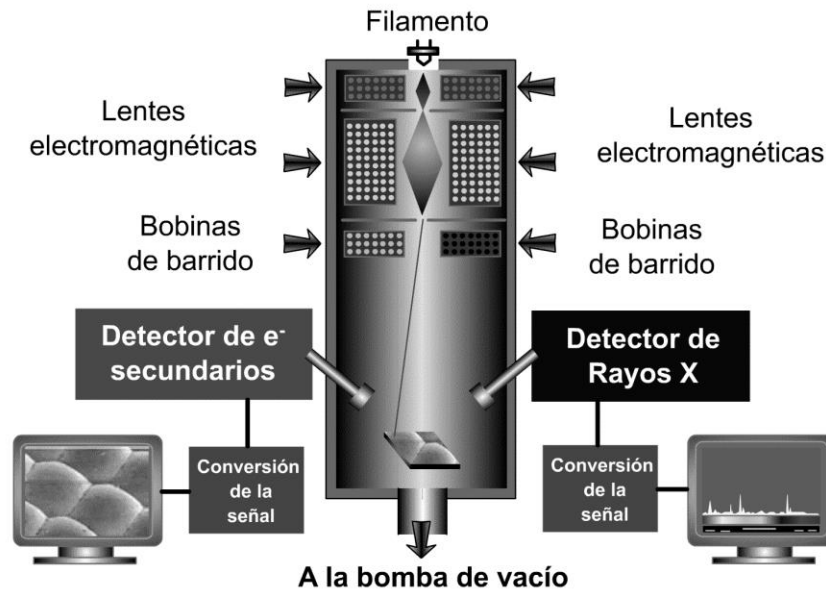 Filamento
Lentes
electromagnéticas
Lentes
electromagnéticas
Bobinas
de barrido
Bobinas
de barrido
Detector de e-
secundarios
Detector de
Rayos X
Conversión
de la
señal
Conversión
de la
señal
A la bomba de vacío